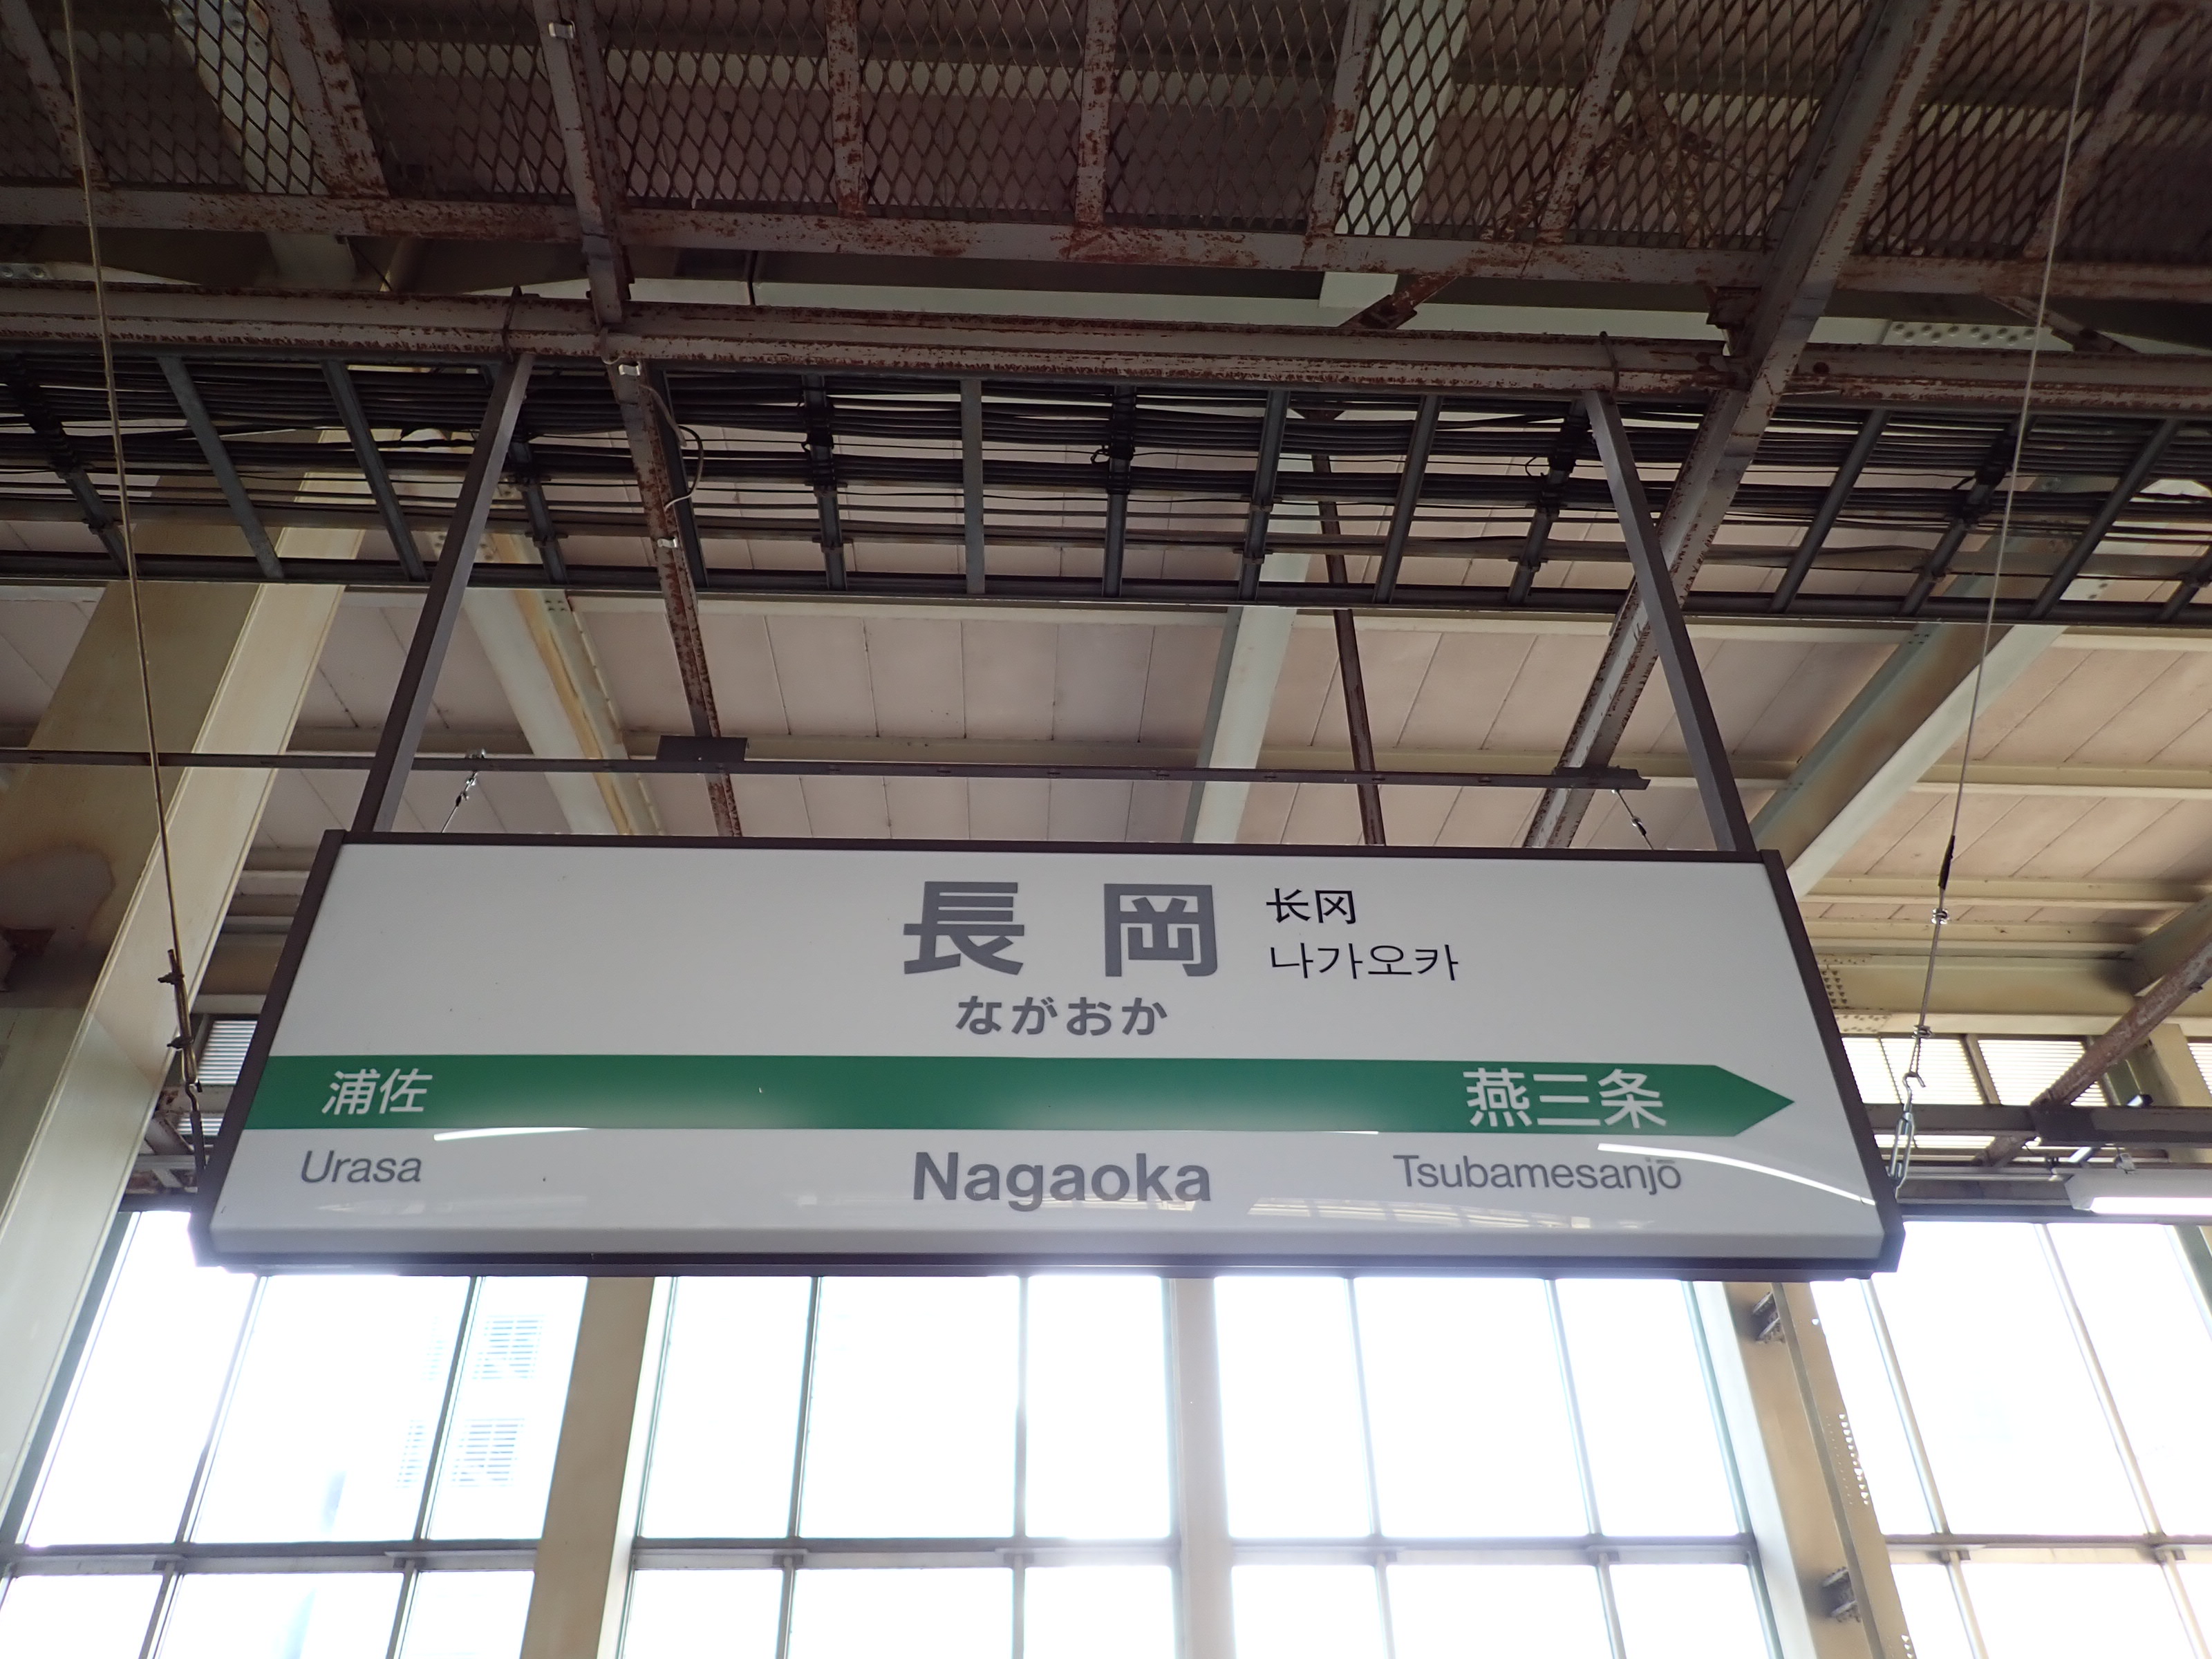 長岡
长冈
나가오카
ながおか
浦佐
燕三条
Urasa
Nagaoka
Tsubamesanjō